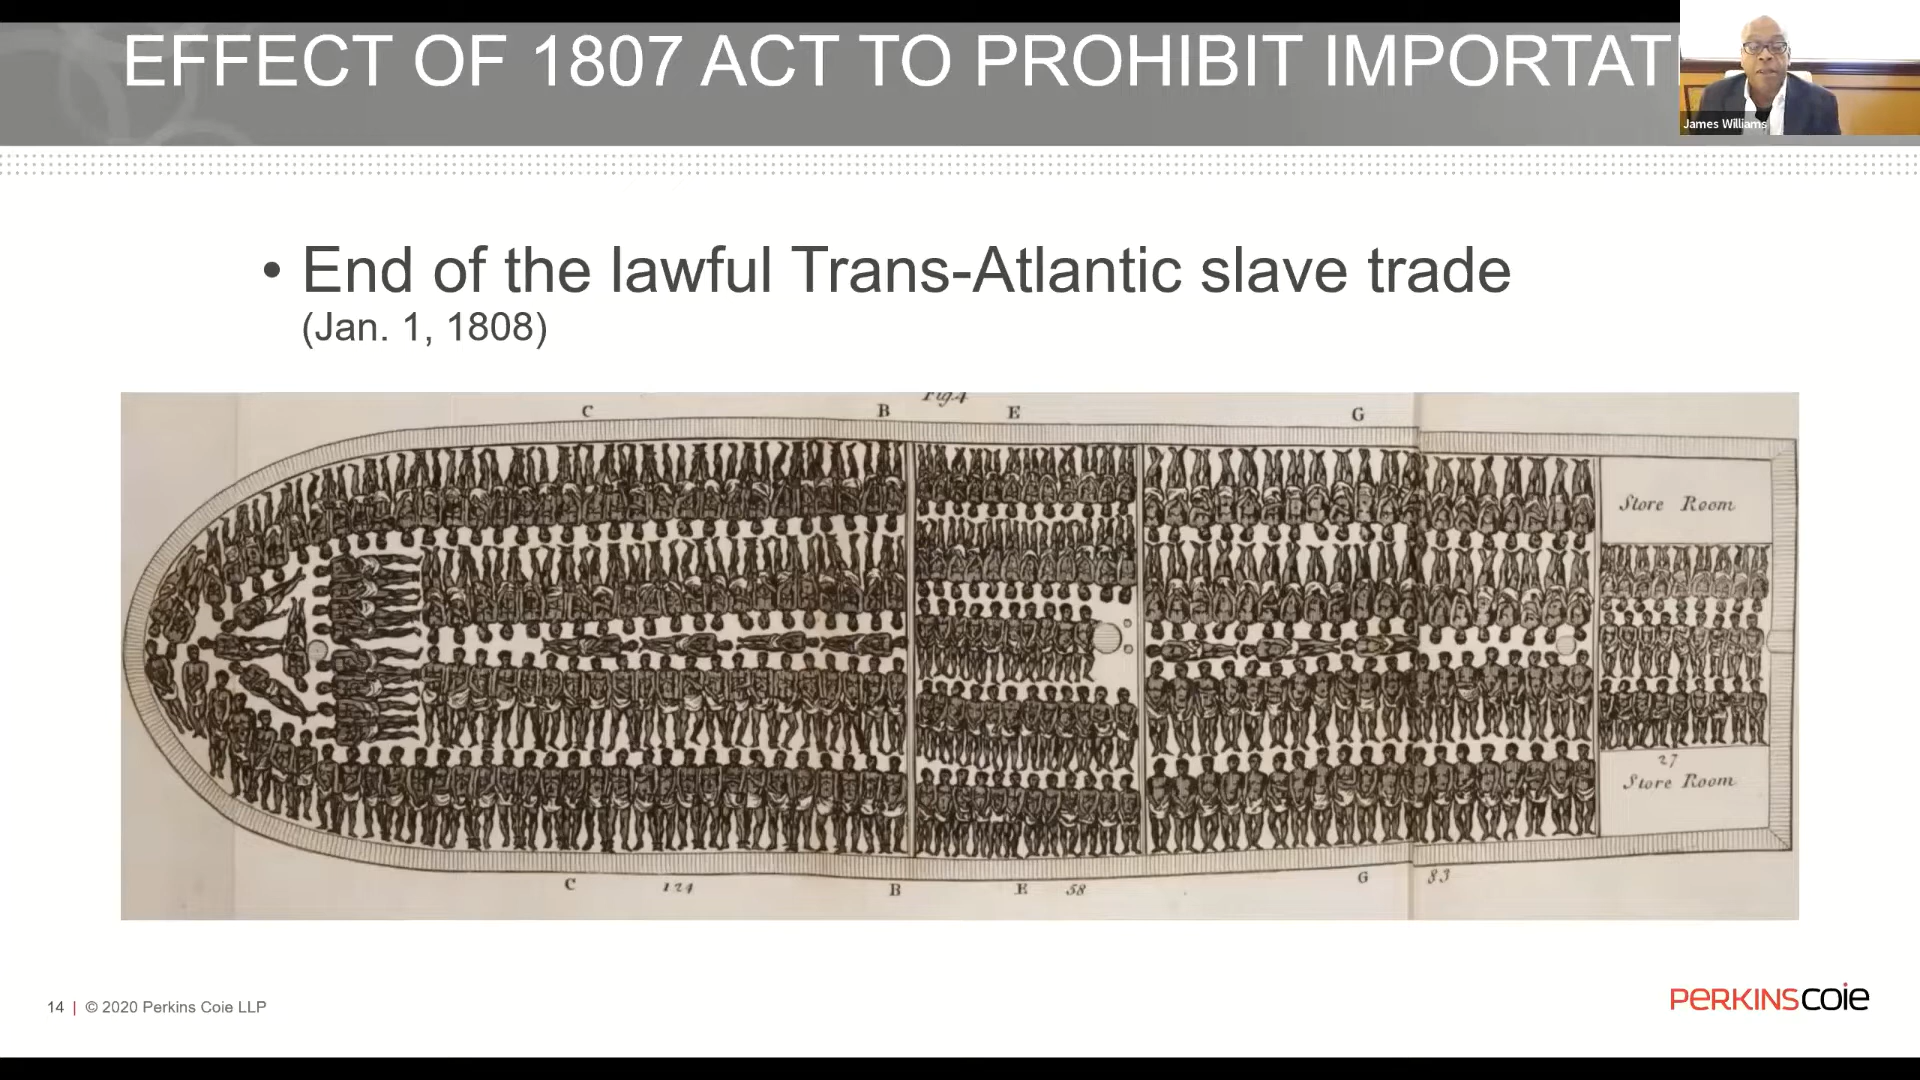 EFFECT OF 1807 ACT TO PROHIBIT IMPORTAT
James Williams
• End of the lawful Trans-Atlantic slave trade
(Jan. 1, 1808)
Fig.4
C B E G
Store Room
27
Store Room
C 124 B E 58 G 83
14 | © 2020 Perkins Coie LLP
PERKINSCOIE